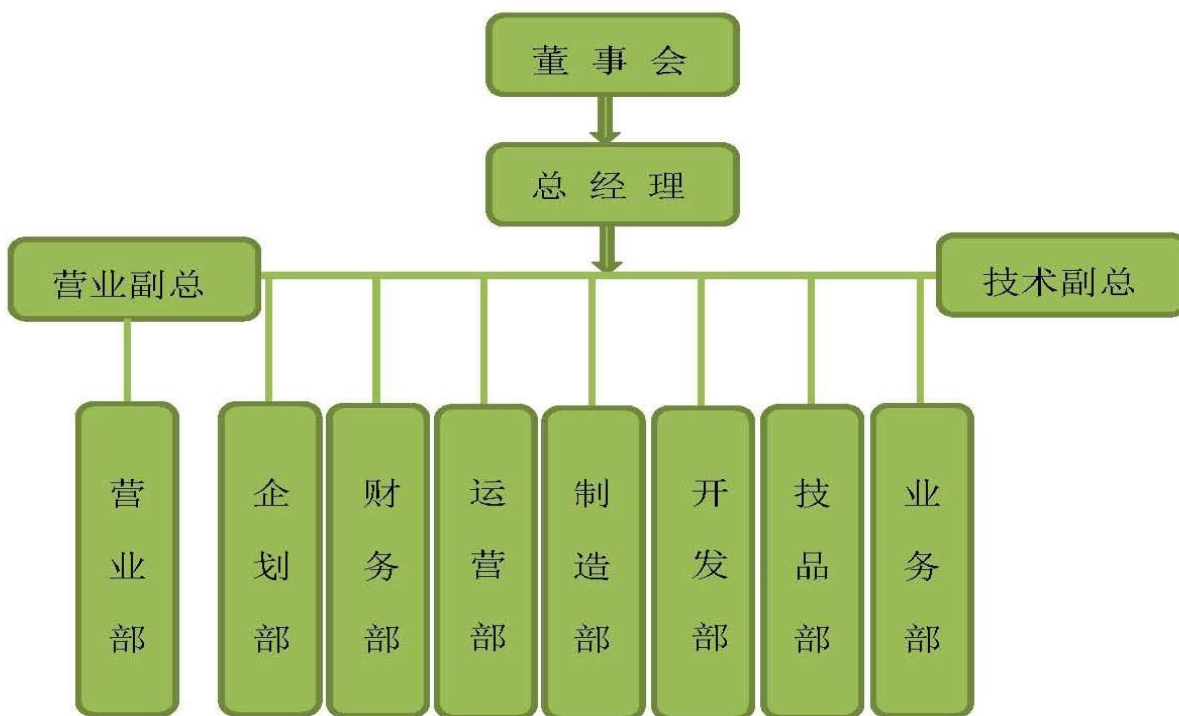 董 事 会
总 经 理
营业副总
技术副总
营业部
企划部
财务部
运营部
制造部
开发部
技品部
业务部